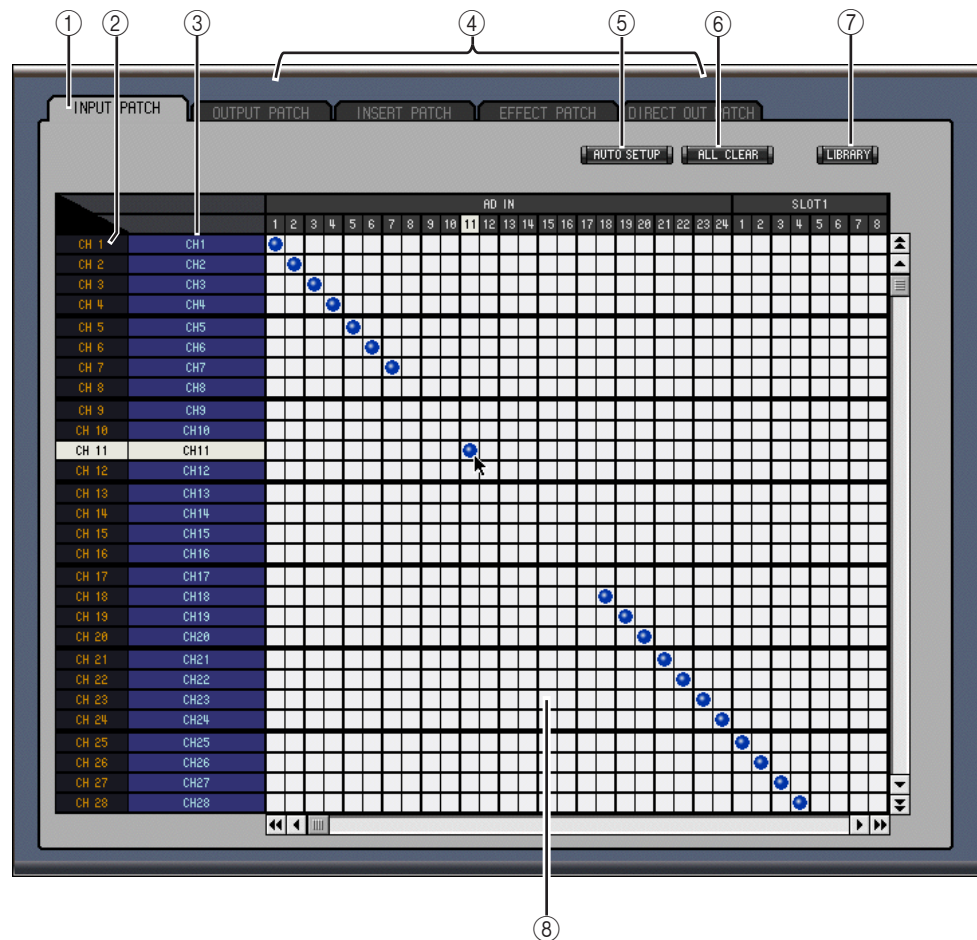 ① ② ③ ④ ⑤ ⑥ ⑦
INPUT PATCH OUTPUT PATCH INSERT PATCH EFFECT PATCH DIRECT OUT PATCH
AUTO SETUP ALL CLEAR LIBRARY
AD IN SLOT1
1 2 3 4 5 6 7 8 9 10 11 12 13 14 15 16 17 18 19 20 21 22 23 24 1 2 3 4 5 6 7 8
CH 1 CH1
CH 2 CH2
CH 3 CH3
CH 4 CH4
CH 5 CH5
CH 6 CH6
CH 7 CH7
CH 8 CH8
CH 9 CH9
CH 10 CH10
CH 11 CH11
CH 12 CH12
CH 13 CH13
CH 14 CH14
CH 15 CH15
CH 16 CH16
CH 17 CH17
CH 18 CH18
CH 19 CH19
CH 20 CH20
CH 21 CH21
CH 22 CH22
CH 23 CH23
CH 24 CH24
CH 25 CH25
CH 26 CH26
CH 27 CH27
CH 28 CH28
⑧